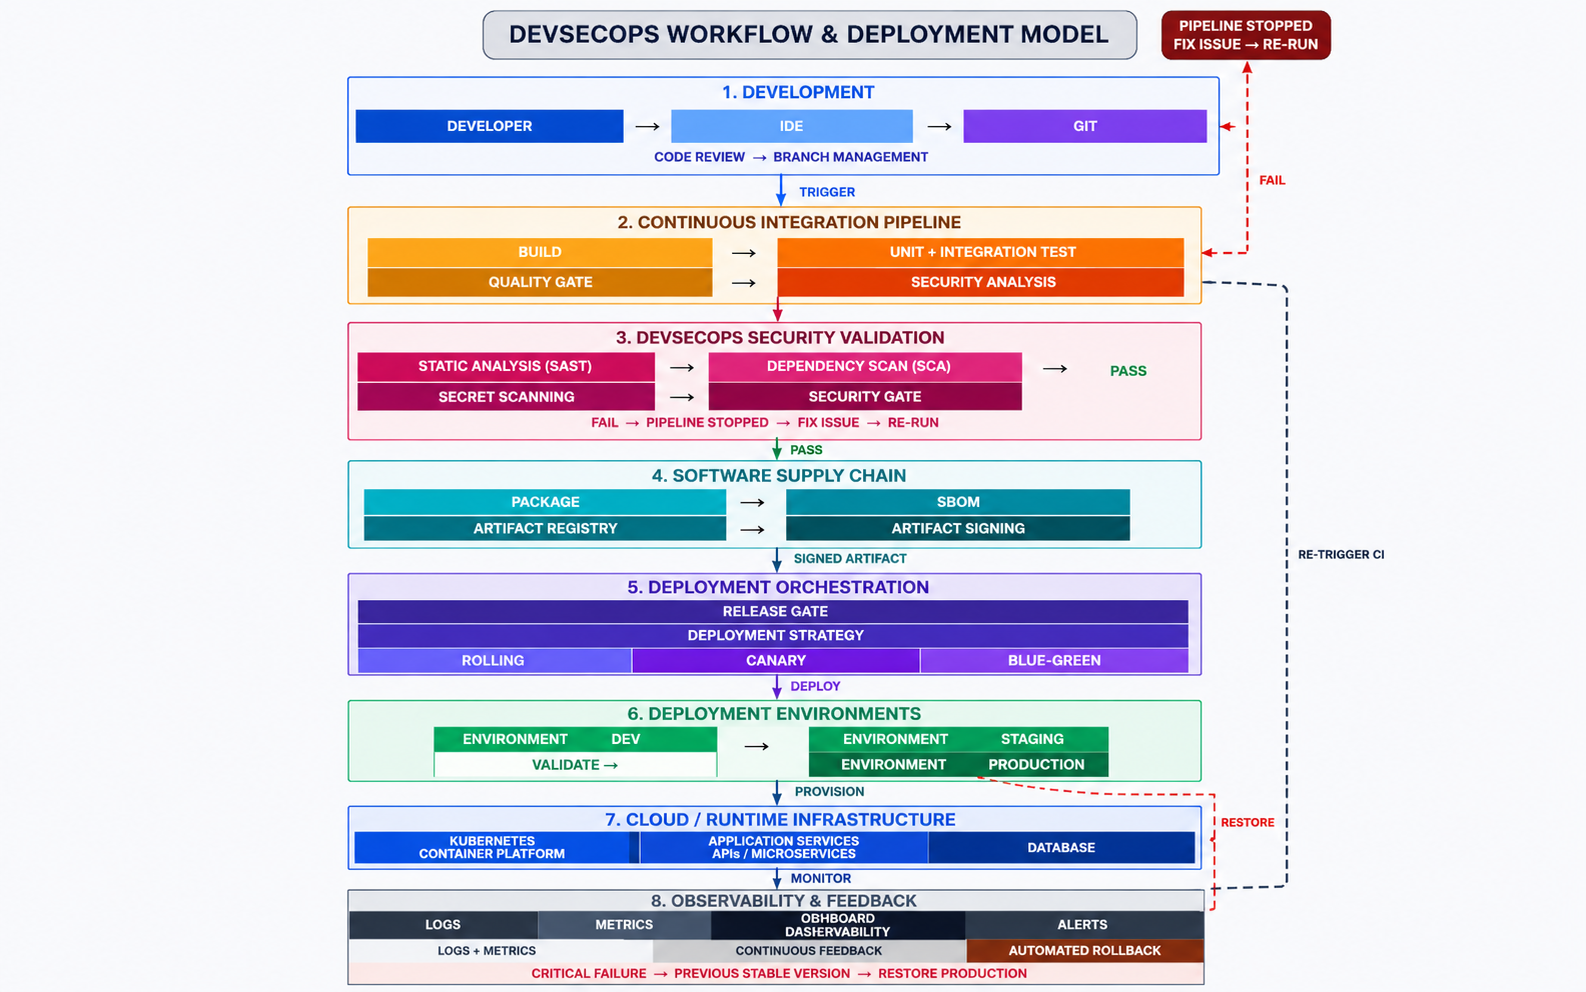 DEVSECOPS WORKFLOW & DEPLOYMENT MODEL
PIPELINE STOPPED
FIX ISSUE → RE-RUN
1. DEVELOPMENT
DEVELOPER → IDE → GIT
CODE REVIEW → BRANCH MANAGEMENT
FAIL
TRIGGER
2. CONTINUOUS INTEGRATION PIPELINE
BUILD → UNIT + INTEGRATION TEST
QUALITY GATE → SECURITY ANALYSIS
3. DEVSECOPS SECURITY VALIDATION
STATIC ANALYSIS (SAST) → DEPENDENCY SCAN (SCA) → PASS
SECRET SCANNING → SECURITY GATE
FAIL → PIPELINE STOPPED → FIX ISSUE → RE-RUN
PASS
4. SOFTWARE SUPPLY CHAIN
PACKAGE → SBOM
ARTIFACT REGISTRY → ARTIFACT SIGNING
SIGNED ARTIFACT
RE-TRIGGER CI
5. DEPLOYMENT ORCHESTRATION
RELEASE GATE
DEPLOYMENT STRATEGY
ROLLING CANARY BLUE-GREEN
DEPLOY
6. DEPLOYMENT ENVIRONMENTS
ENVIRONMENT DEV → ENVIRONMENT STAGING
VALIDATE → ENVIRONMENT PRODUCTION
PROVISION
RESTORE
7. CLOUD / RUNTIME INFRASTRUCTURE
KUBERNETES
CONTAINER PLATFORM
APPLICATION SERVICES
APIs / MICROSERVICES
DATABASE
MONITOR
8. OBSERVABILITY & FEEDBACK
LOGS
METRICS
OBHBOARD
DASHERVABILITY
ALERTS
LOGS + METRICS
CONTINUOUS FEEDBACK
AUTOMATED ROLLBACK
CRITICAL FAILURE → PREVIOUS STABLE VERSION → RESTORE PRODUCTION